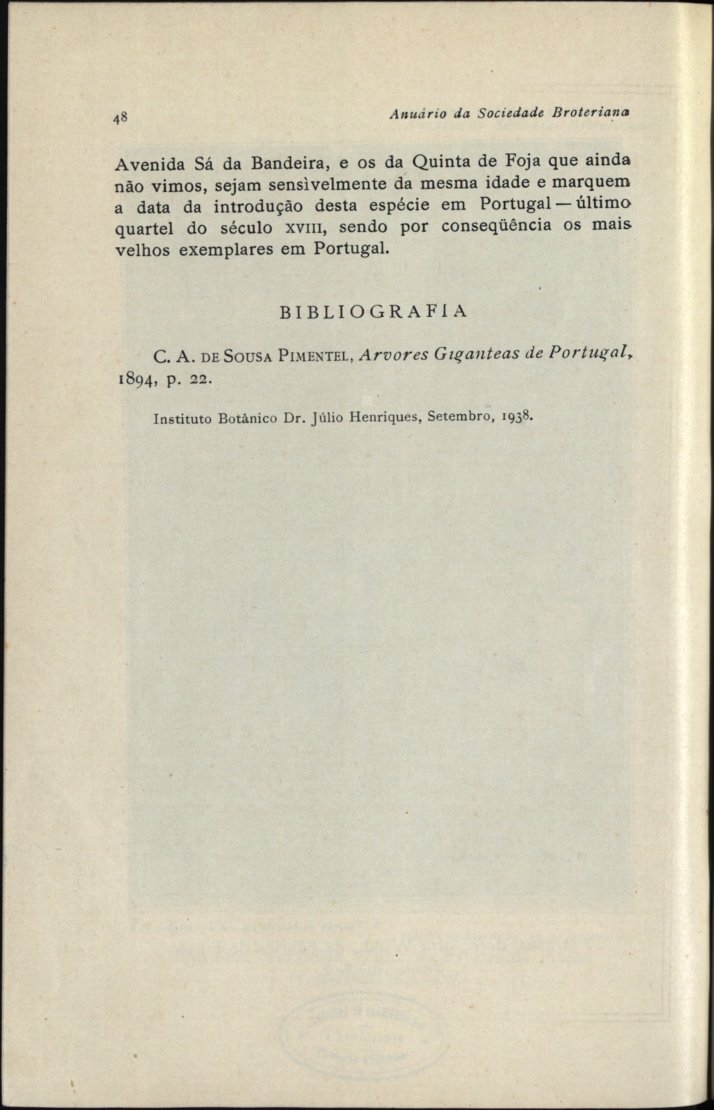 48
Anuário da Sociedade Broteriana
Avenida Sá da Bandeira, e os da Quinta de Foja que ainda
não vimos, sejam sensìvelmente da mesma idade e marquem
a data da introdução desta espécie em Portugal — último
quartel do século XVIII, sendo por conseqüência os mais
velhos exemplares em Portugal.
BIBLIOGRAFIA
C. A. DE SOUSA PIMENTEL, Arvores Giganteas de Portugal,
1894, p. 22.
Instituto Botânico Dr. Júlio Henriques, Setembro, 1938.